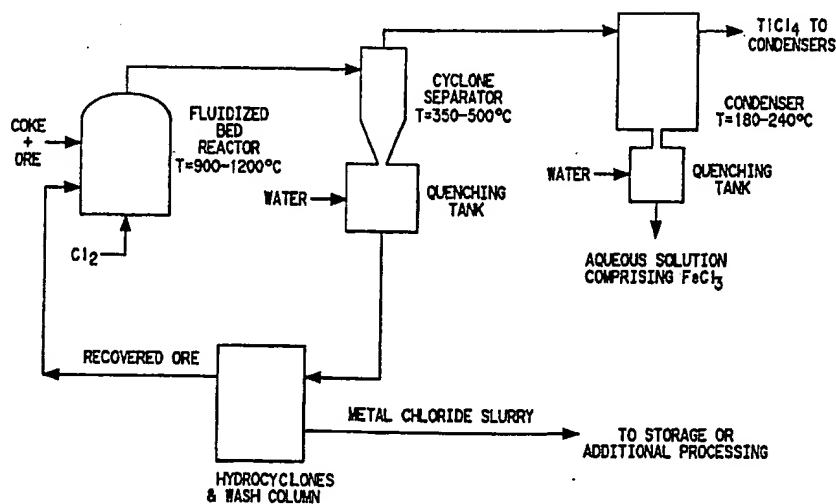 TiCl4 TO
CONDENSERS
CYCLONE
SEPARATOR
T=350-500°C
CONDENSER
T=180-240°C
FLUIDIZED
BED
REACTOR
T=900-1200°C
COKE
+
ORE
WATER
QUENCHING
TANK
WATER
QUENCHING
TANK
Cl2
AQUEOUS SOLUTION
COMPRISING FeCl3
RECOVERED ORE
METAL CHLORIDE SLURRY
TO STORAGE OR
ADDITIONAL PROCESSING
HYDROCYCLONES
& WASH COLUMN